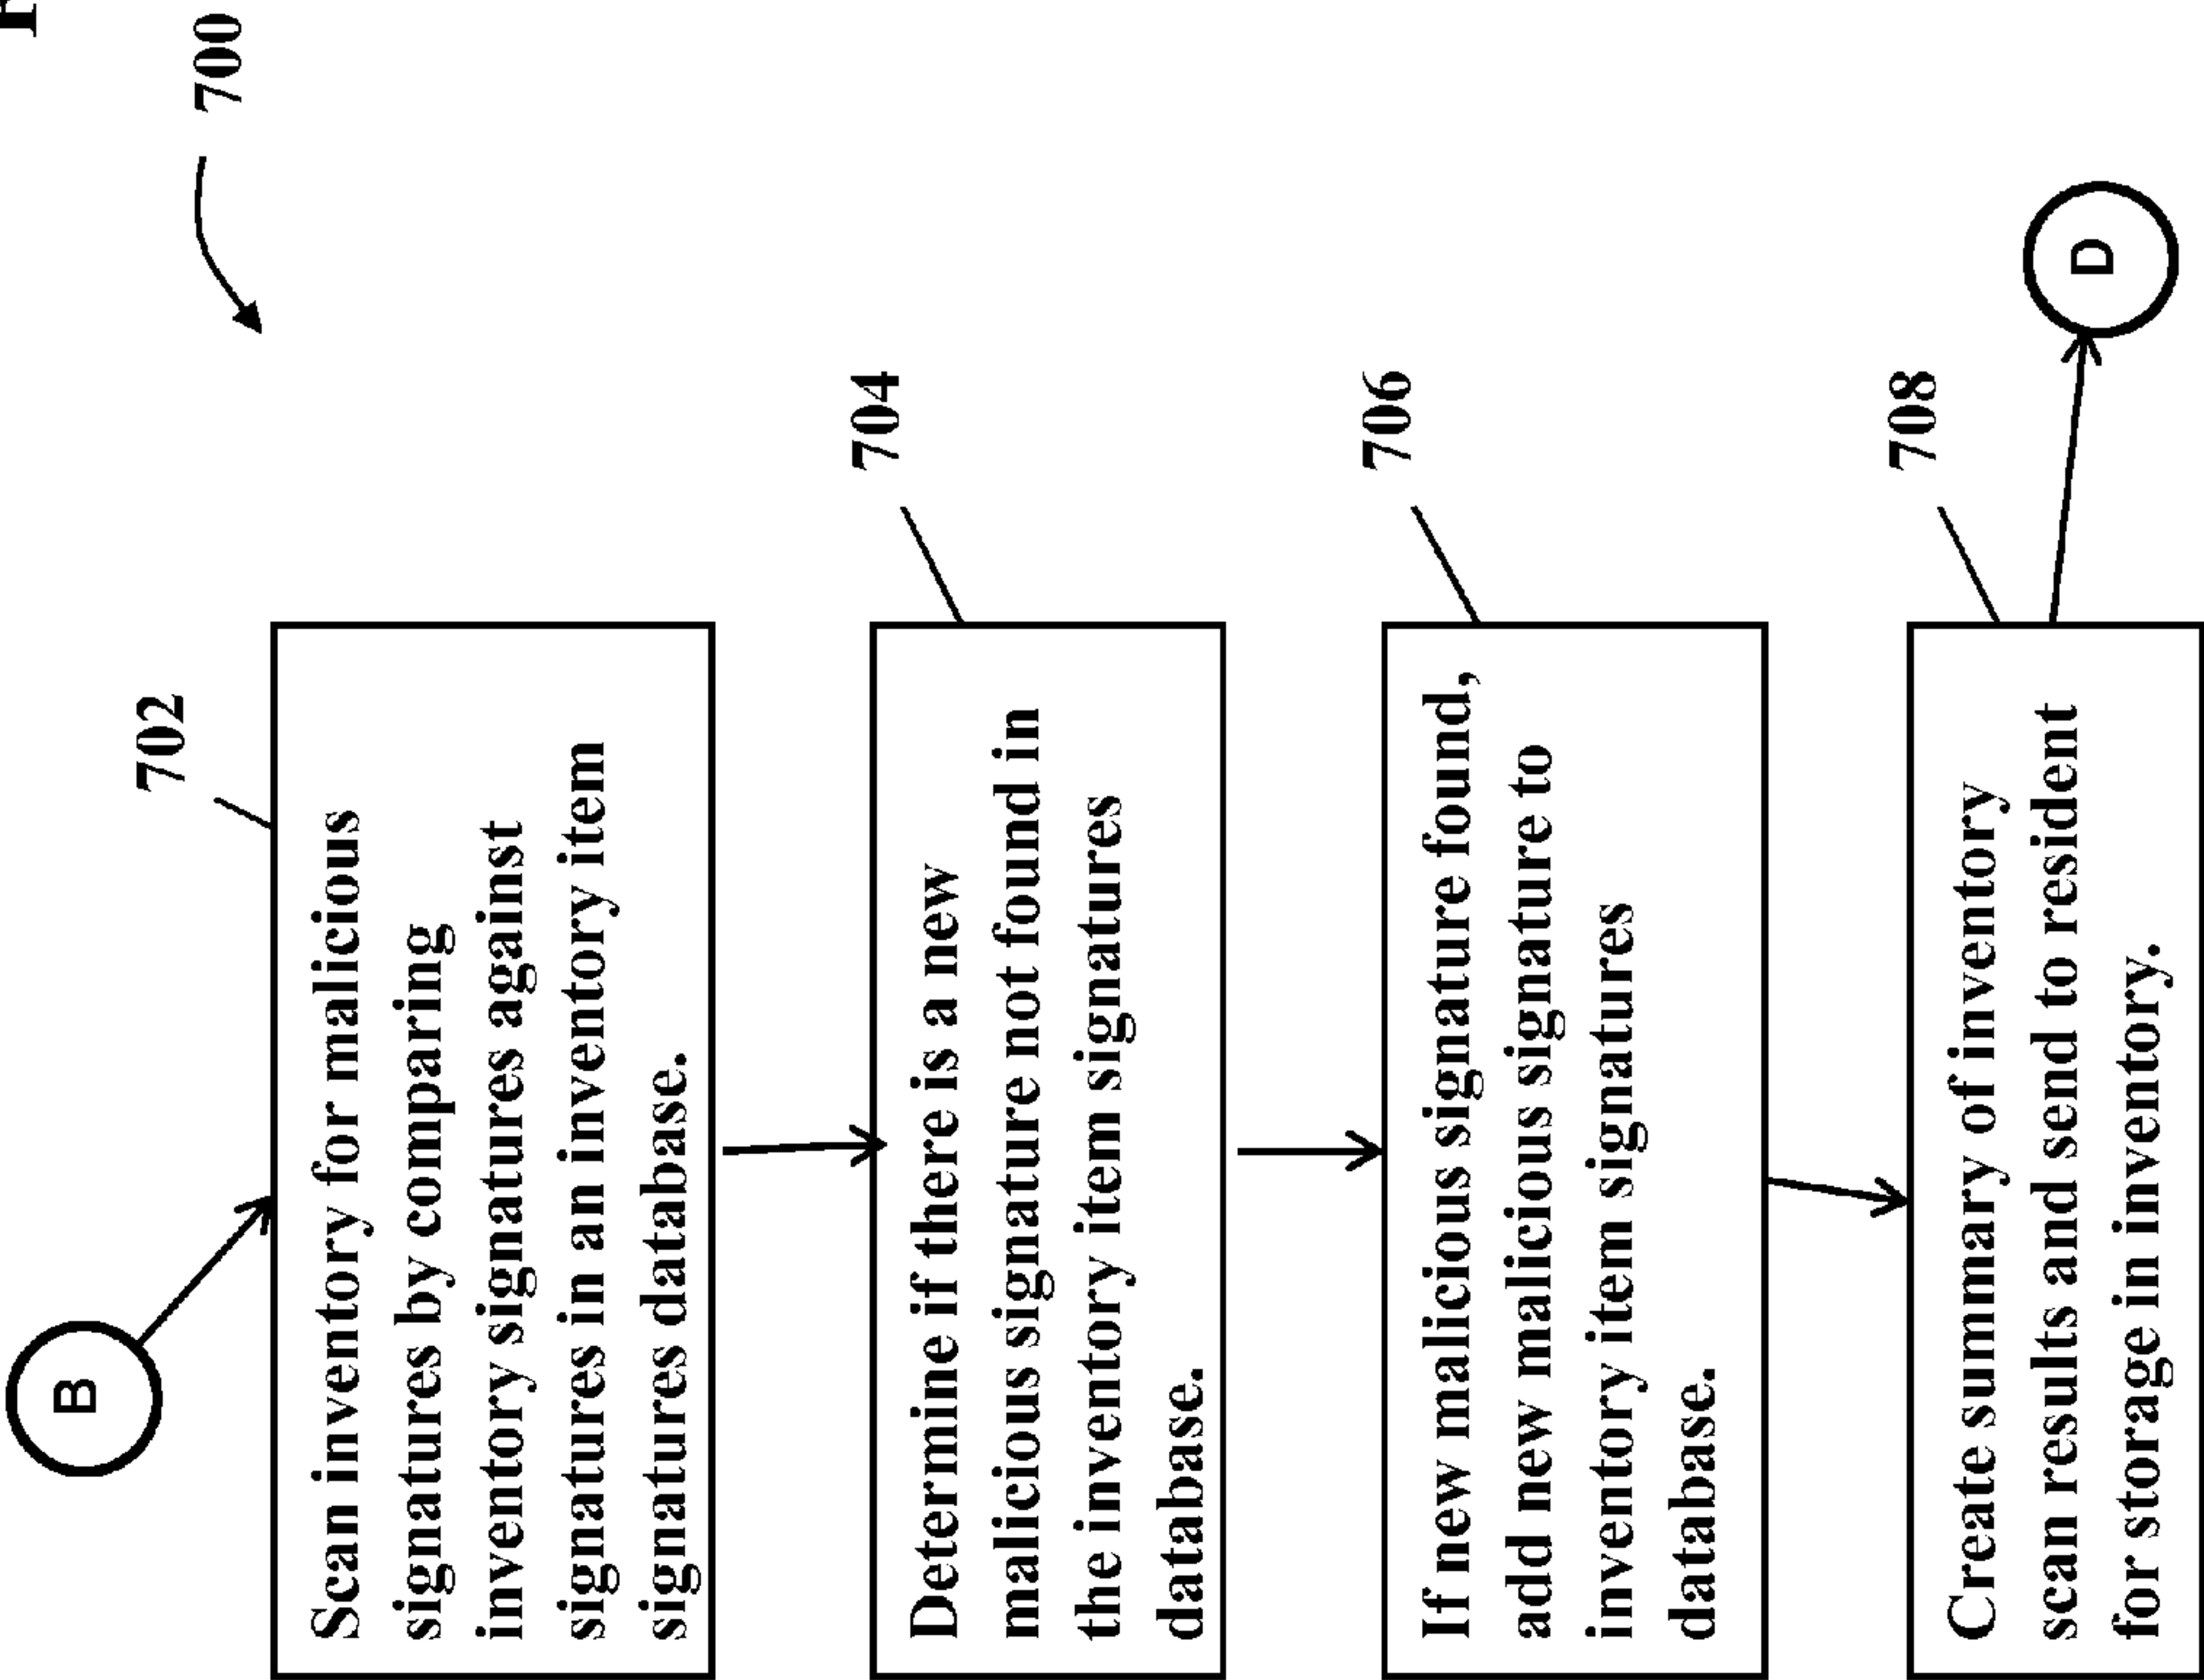 700
B
702
Scan inventory for malicious
signatures by comparing
inventory signatures against
signatures in an inventory item
signatures database.
704
Determine if there is a new
malicious signature not found in
the inventory item signatures
database.
706
If new malicious signature found,
add new malicious signature to
inventory item signatures
database.
708
Create summary of inventory
scan results and send to resident
for storage in inventory.
D